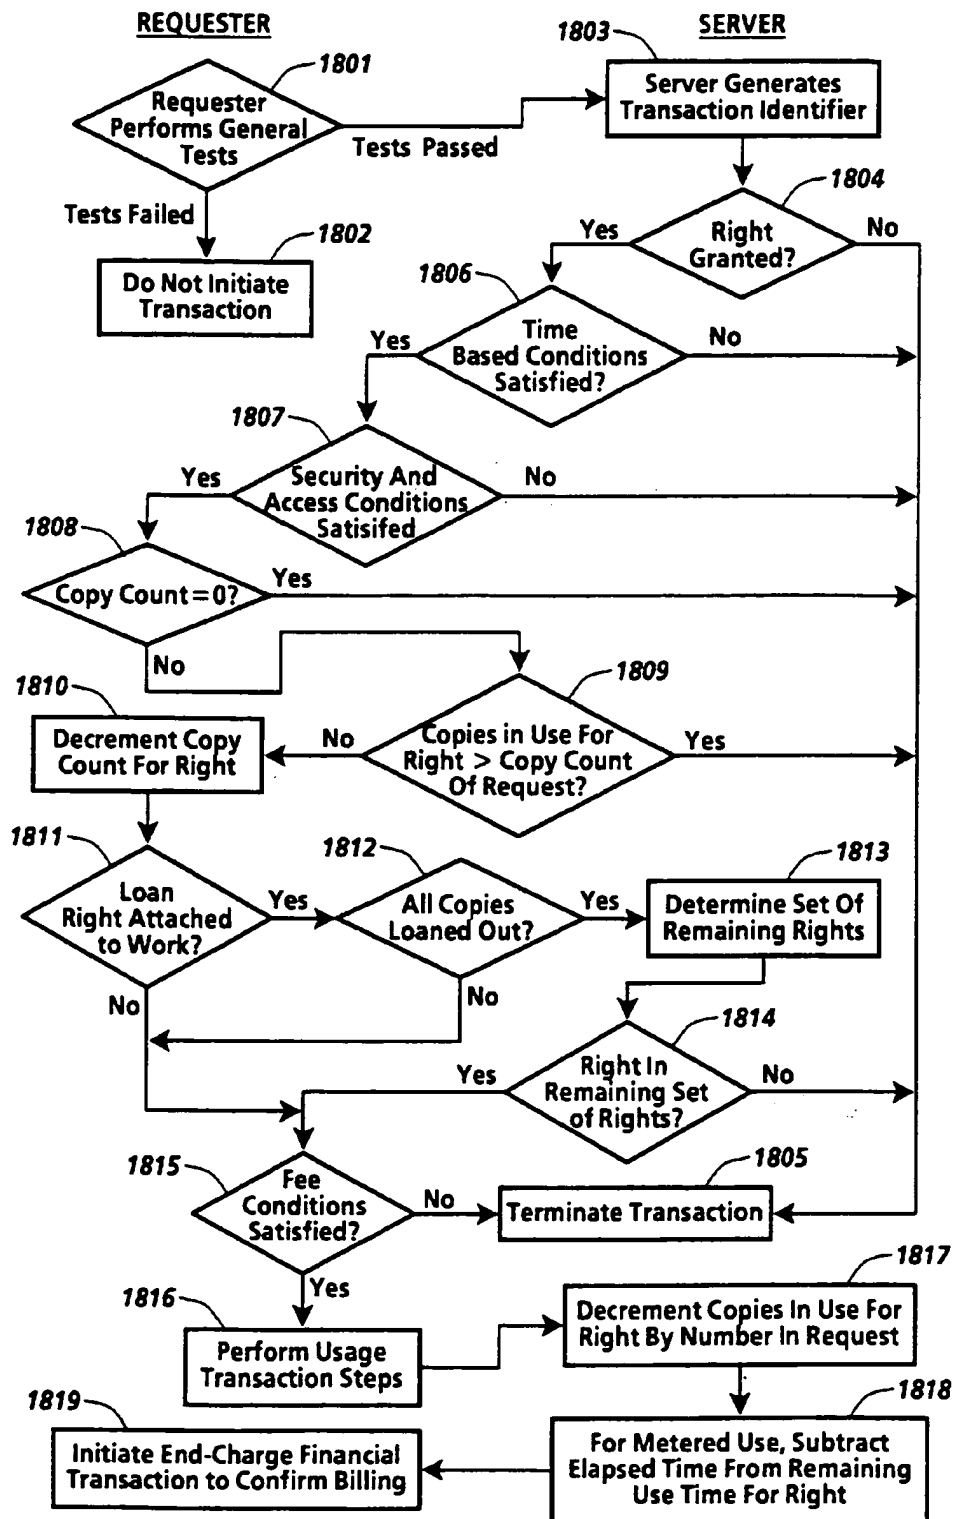 REQUESTER
SERVER
1801
1803
Requester
Performs General
Tests
Server Generates
Transaction Identifier
Tests Passed
Tests Failed
1802
Do Not Initiate
Transaction
1804
Yes
Right
Granted?
No
1806
Yes
Time
Based Conditions
Satisfied?
No
1807
Yes
Security And
Access Conditions
Satisifed
No
1808
Copy Count=0?
Yes
No
1809
1810
Decrement Copy
Count For Right
No
Copies in Use For
Right > Copy Count
Of Request?
Yes
1811
Loan
Right Attached
to Work?
Yes
No
1812
All Copies
Loaned Out?
Yes
No
1813
Determine Set Of
Remaining Rights
1814
Yes
Right In
Remaining Set
of Rights?
No
1815
Fee
Conditions
Satisfied?
No
Yes
1805
Terminate Transaction
1816
Perform Usage
Transaction Steps
1817
Decrement Copies In Use For
Right By Number In Request
1818
For Metered Use, Subtract
Elapsed Time From Remaining
Use Time For Right
1819
Initiate End-Charge Financial
Transaction to Confirm Billing